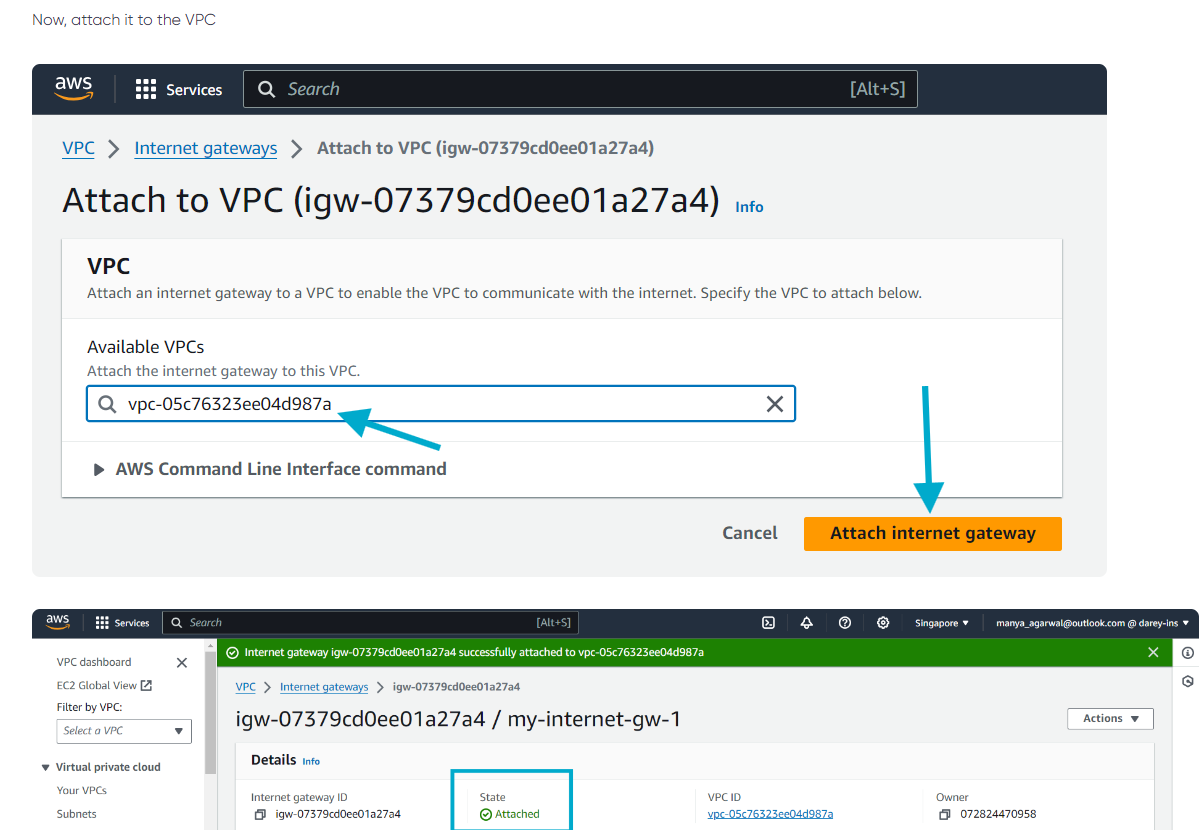 Now, attach it to the VPC
aws Services Search [Alt+S]
VPC > Internet gateways > Attach to VPC (igw-07379cd0ee01a27a4)
Attach to VPC (igw-07379cd0ee01a27a4) Info
VPC
Attach an internet gateway to a VPC to enable the VPC to communicate with the internet. Specify the VPC to attach below.
Available VPCs
Attach the internet gateway to this VPC.
vpc-05c76323ee04d987a
AWS Command Line Interface command
Cancel Attach internet gateway
aws Services Search [Alt+S] Singapore manya_agarwal@outlook.com @ darey-ins
Internet gateway igw-07379cd0ee01a27a4 successfully attached to vpc-05c76323ee04d987a
VPC dashboard
EC2 Global View
Filter by VPC:
Select a VPC
Virtual private cloud
Your VPCs
Subnets
VPC > Internet gateways > igw-07379cd0ee01a27a4
igw-07379cd0ee01a27a4 / my-internet-gw-1 Actions
Details Info
Internet gateway ID State VPC ID Owner
igw-07379cd0ee01a27a4 Attached vpc-05c76323ee04d987a 072824470958